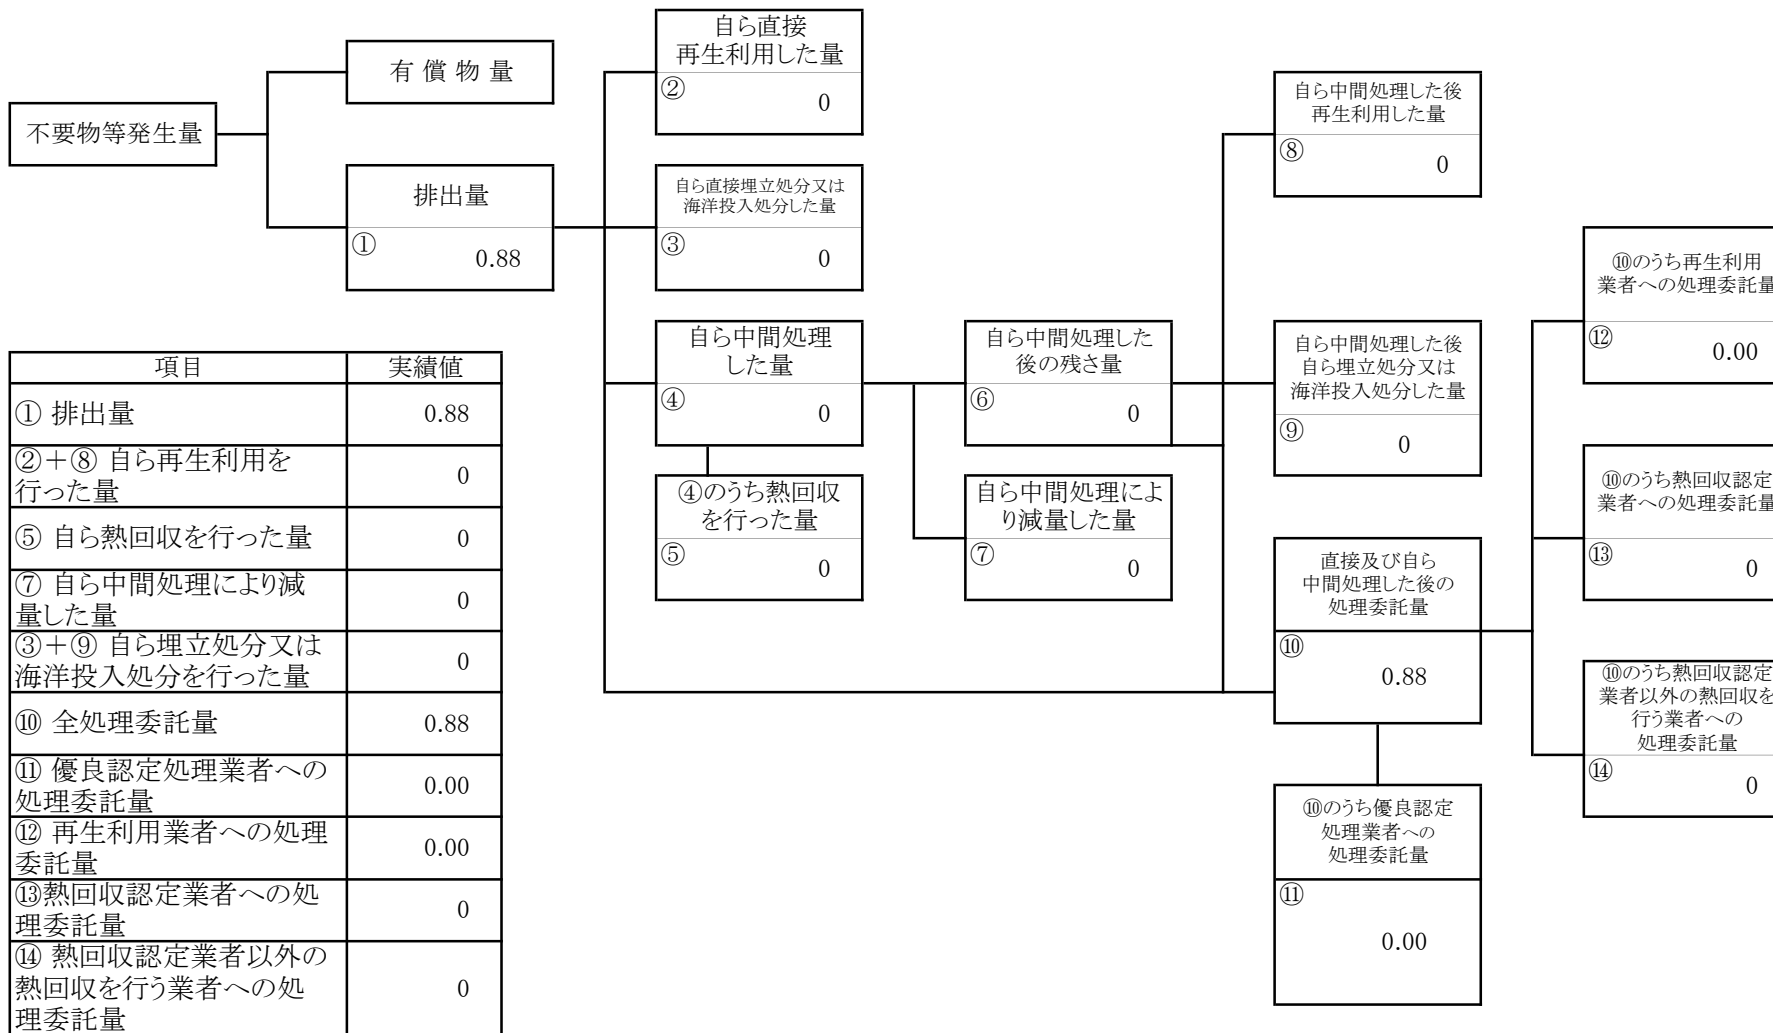 不要物等発生量
有 償 物 量
排出量
①
0.88
自ら直接
再生利用した量
②
0
自ら直接埋立処分又は
海洋投入処分した量
③
0
自ら中間処理
した量
④
0
④のうち熱回収
を行った量
⑤
0
自ら中間処理した
後の残さ量
⑥
0
自ら中間処理によ
り減量した量
⑦
0
自ら中間処理した後
再生利用した量
⑧
0
自ら中間処理した後
自ら埋立処分又は
海洋投入処分した量
⑨
0
直接及び自ら
中間処理した後の
処理委託量
⑩
0.88
⑩のうち優良認定
処理業者への
処理委託量
⑪
0.00
⑩のうち再生利用
業者への処理委託量
⑫
0.00
⑩のうち熱回収認定
業者への処理委託量
⑬
0
⑩のうち熱回収認定
業者以外の熱回収を
行う業者への
処理委託量
⑭
0
項目 実績値
① 排出量 0.88
②＋⑧ 自ら再生利用を
行った量 0
⑤ 自ら熱回収を行った量 0
⑦ 自ら中間処理により減
量した量 0
③＋⑨ 自ら埋立処分又は
海洋投入処分を行った量 0
⑩ 全処理委託量 0.88
⑪ 優良認定処理業者への
処理委託量 0.00
⑫ 再生利用業者への処理
委託量 0.00
⑬熱回収認定業者への処
理委託量 0
⑭ 熱回収認定業者以外の
熱回収を行う業者への処
理委託量 0